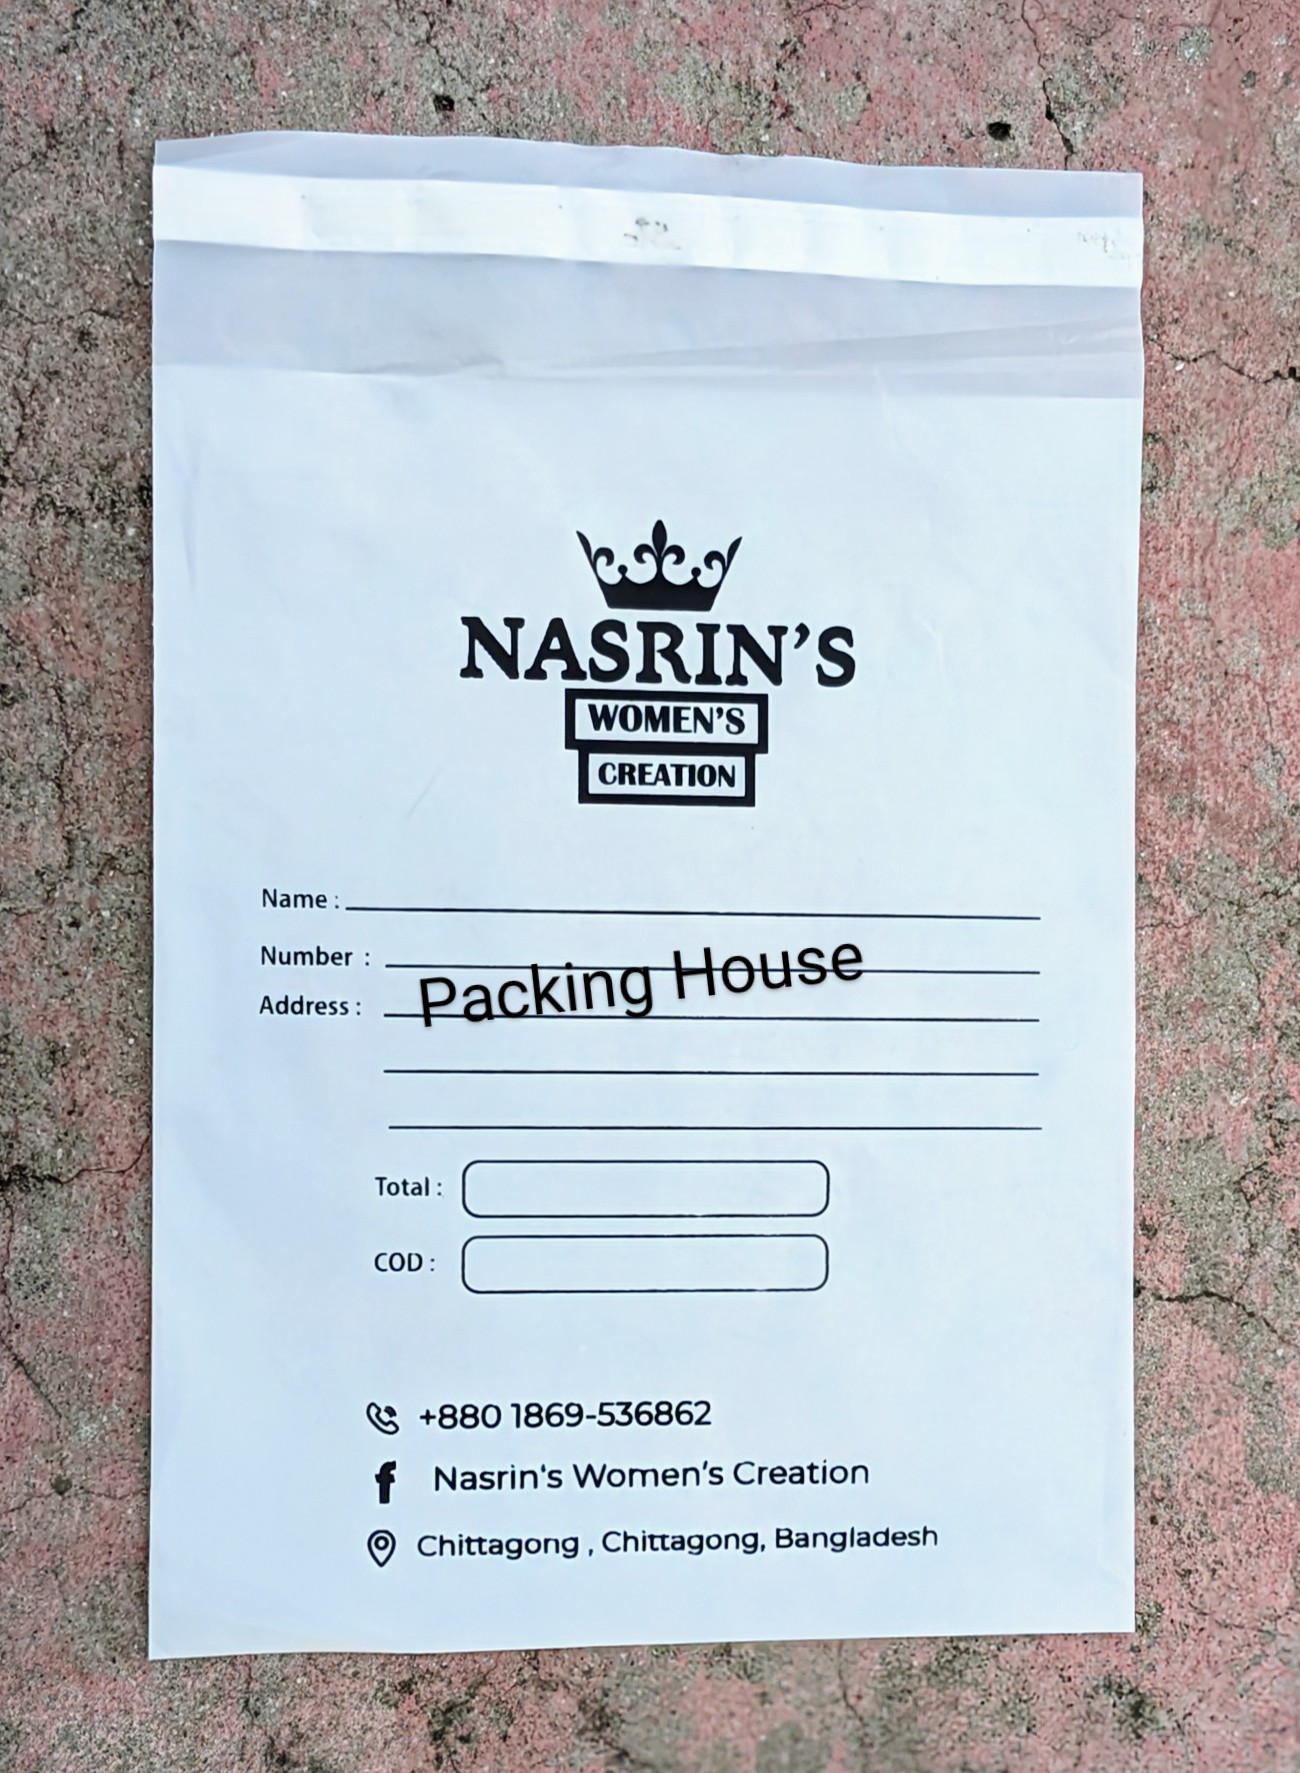 NASRIN'S
WOMEN'S
CREATION
Name :
Number :
Packing House
Address :
Total :
COD :
+880 1869-536862
Nasrin's Women's Creation
Chittagong , Chittagong, Bangladesh